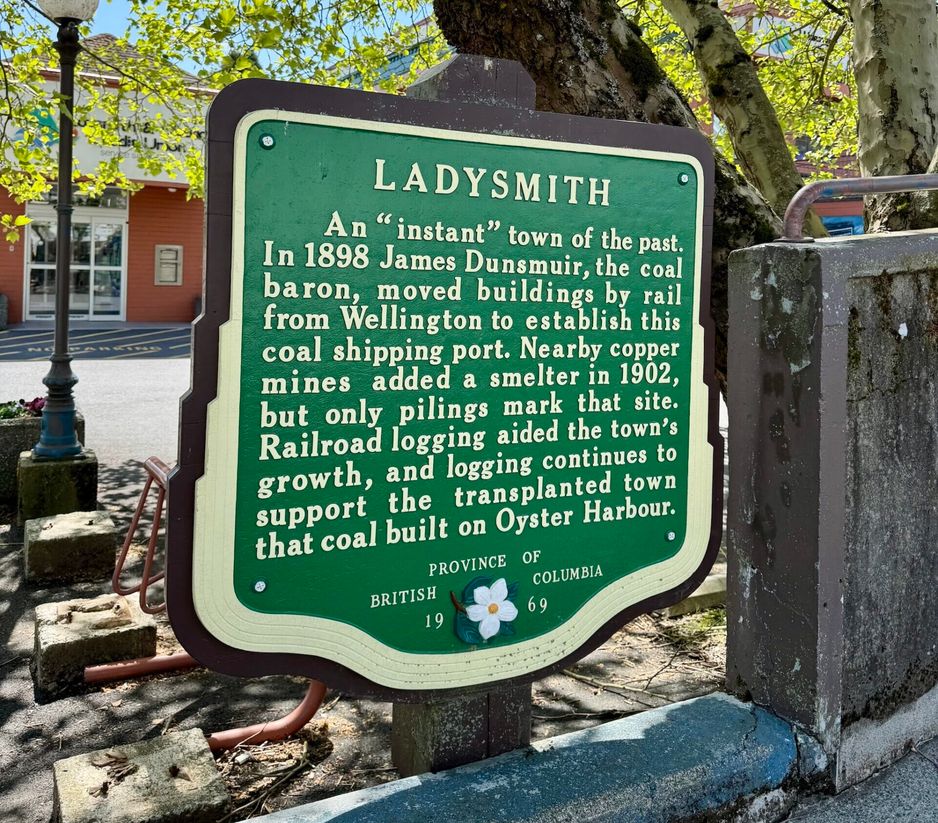 LADYSMITH
An “instant” town of the past.
In 1898 James Dunsmuir, the coal
baron, moved buildings by rail
from Wellington to establish this
coal shipping port. Nearby copper
mines added a smelter in 1902,
but only pilings mark that site.
Railroad logging aided the town’s
growth, and logging continues to
support the transplanted town
that coal built on Oyster Harbour.
PROVINCE OF
BRITISH COLUMBIA
19 69
NO PARKING